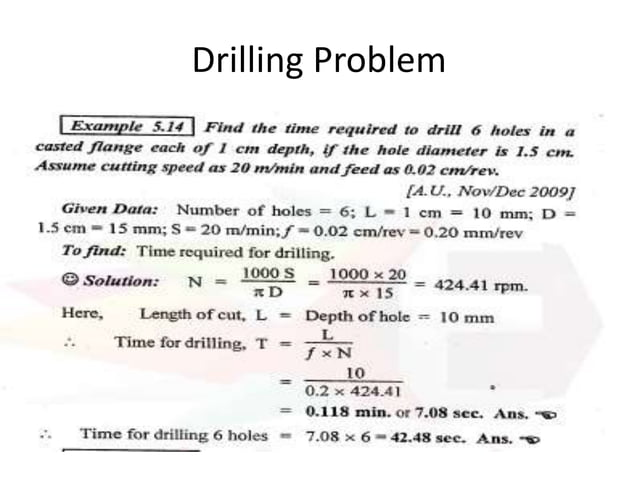 Drilling Problem
Example 5.14 Find the time required to drill 6 holes in a
casted flange each of 1 cm depth, if the hole diameter is 1.5 cm.
Assume cutting speed as 20 m/min and feed as 0.02 cm/rev.
[A.U., Nov/Dec 2009]
Given Data: Number of holes = 6; L = 1 cm = 10 mm; D =
1.5 cm = 15 mm; S = 20 m/min; f = 0.02 cm/rev = 0.20 mm/rev
To find: Time required for drilling.
☺ Solution: N = 1000 S / π D = 1000 × 20 / π × 15 = 424.41 rpm.
Here, Length of cut, L = Depth of hole = 10 mm
∴ Time for drilling, T = L / f × N
= 10 / 0.2 × 424.41
= 0.118 min. or 7.08 sec. Ans.
∴ Time for drilling 6 holes = 7.08 × 6 = 42.48 sec. Ans.